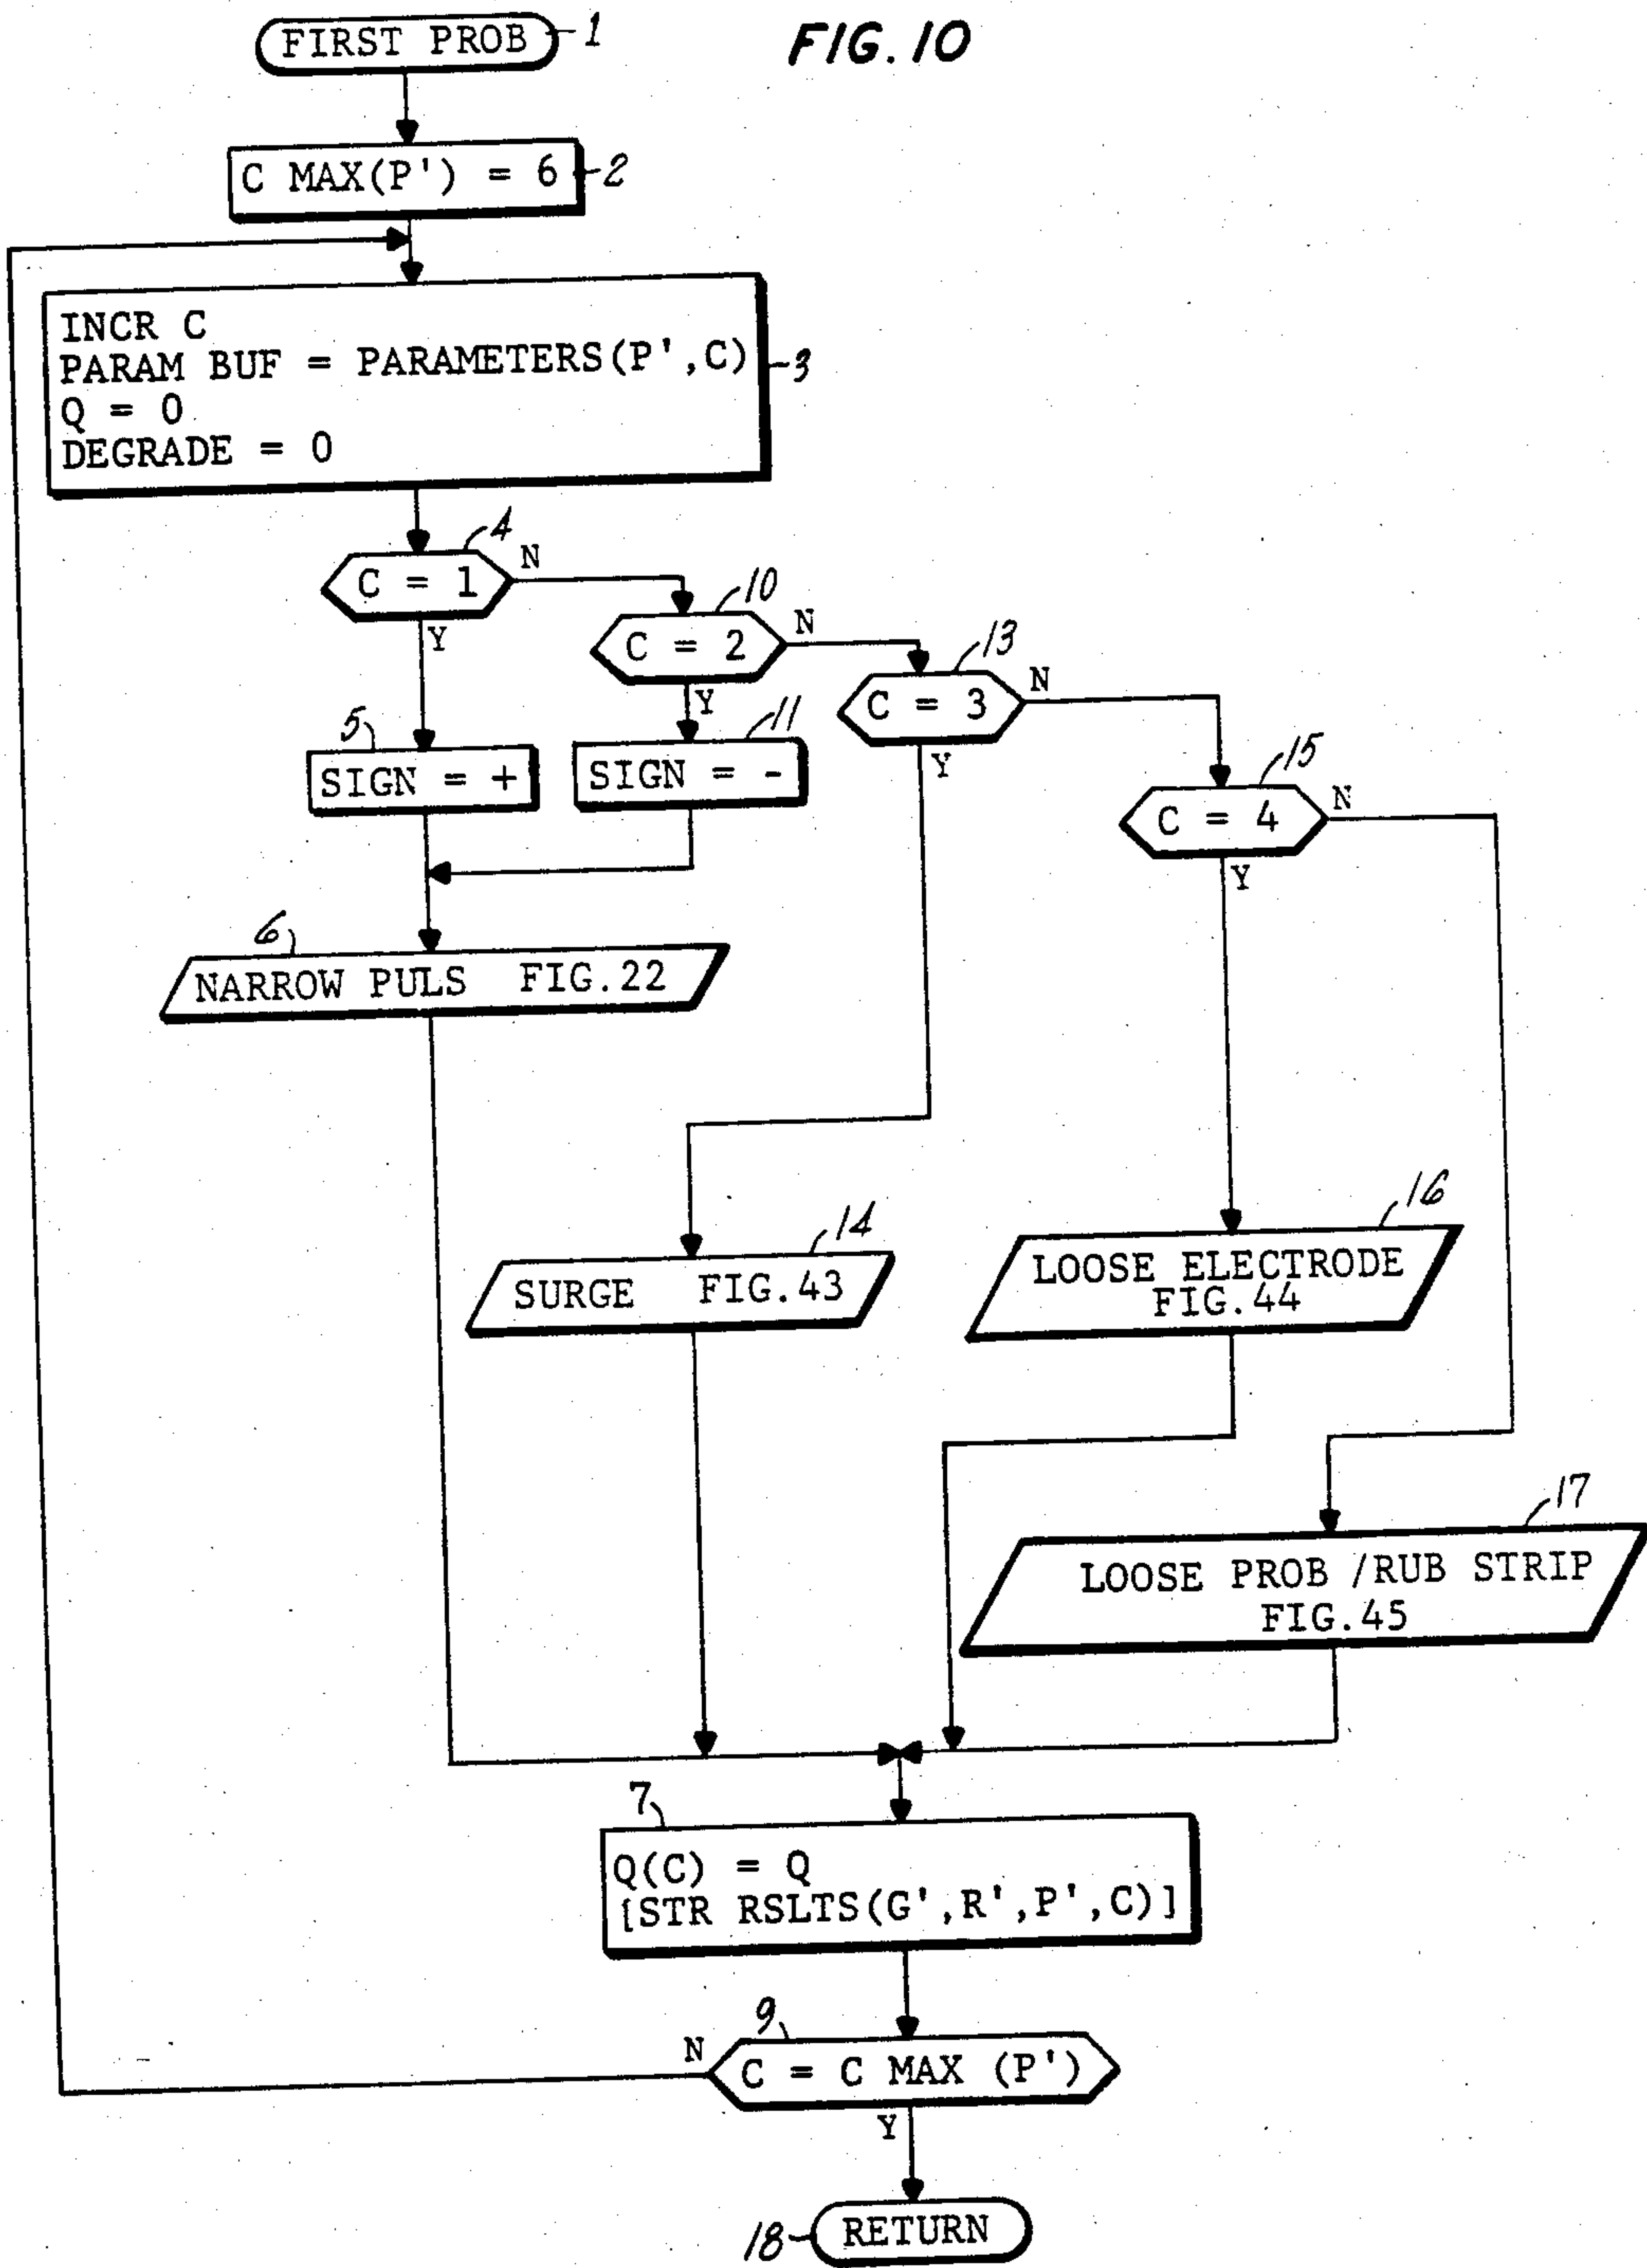 FIRST PROB
1
FIG. 10
C MAX(P') = 6
2
INCR C
PARAM BUF = PARAMETERS(P',C)
Q = 0
DEGRADE = 0
3
4
C = 1
N
Y
10
C = 2
N
Y
13
C = 3
N
Y
5
SIGN = +
11
SIGN = -
15
C = 4
N
Y
6
NARROW PULS FIG.22
14
SURGE FIG.43
16
LOOSE ELECTRODE
FIG.44
17
LOOSE PROB /RUB STRIP
FIG.45
7
Q(C) = Q
[STR RSLTS(G',R',P',C)]
9
N
C = C MAX (P')
Y
18
RETURN